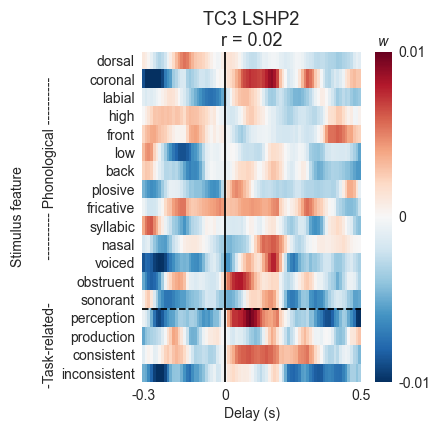 TC3 LSHP2
r = 0.02
w
0.01
0
-0.01
Stimulus feature
---------- Phonological ----------
-Task-related-
dorsal
coronal
labial
high
front
low
back
plosive
fricative
syllabic
nasal
voiced
obstruent
sonorant
perception
production
consistent
inconsistent
-0.3 0 0.5
Delay (s)